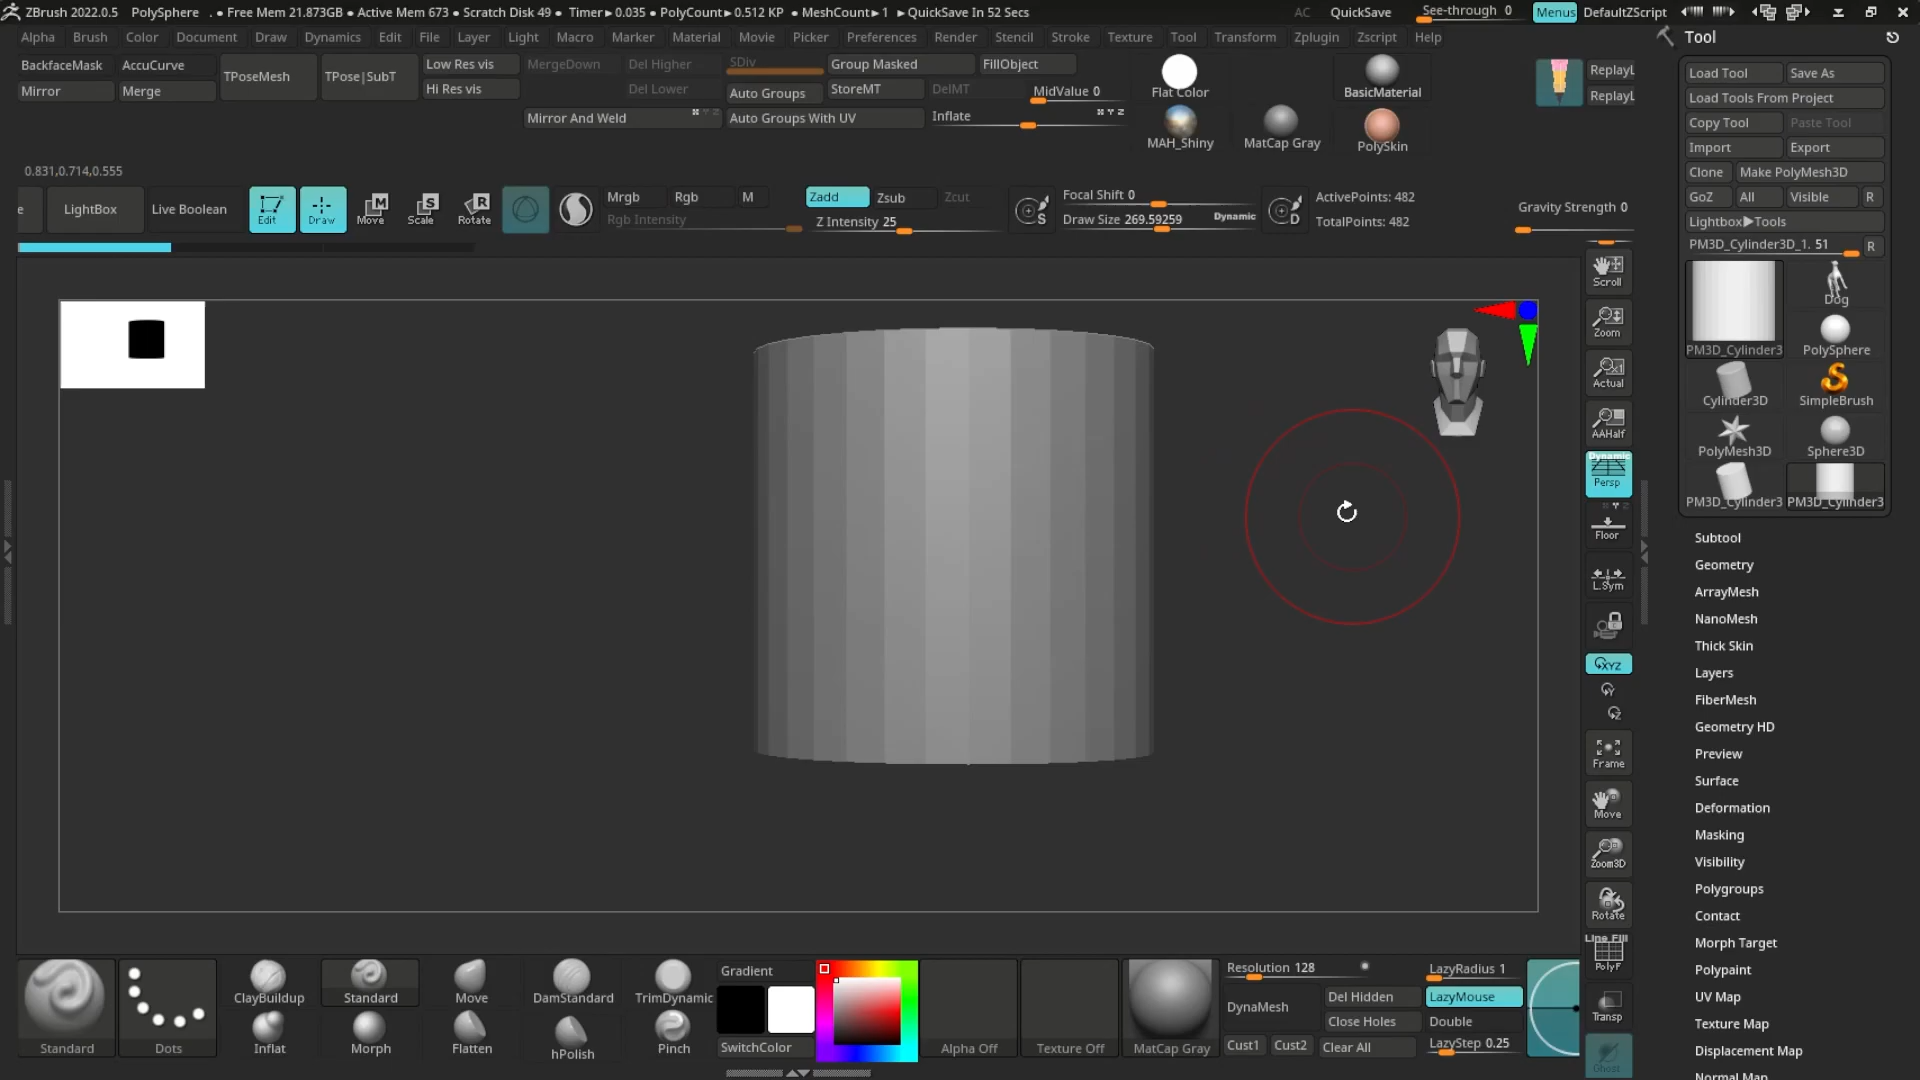 ZBrush 2022.0.5 PolySphere . ● Free Mem 21.873GB ● Active Mem 673 ● Scratch Disk 49 ● Timer▸0.035 ● PolyCount▸0.512 KP ● MeshCount▸1 ▸QuickSave In 52 Secs AC QuickSave See-through 0 Menus DefaultZScript
Alpha Brush Color Document Draw Dynamics Edit File Layer Light Macro Marker Material Movie Picker Preferences Render Stencil Stroke Texture Tool Transform Zplugin Zscript Help
BackfaceMask AccuCurve TPoseMesh TPose|SubT Low Res vis MergeDown Del Higher SDiv Group Masked FillObject
Mirror Merge Hi Res vis Del Lower Auto Groups StoreMT DelMT MidValue 0 Flat Color BasicMaterial ReplayL
ReplayL
Mirror And Weld Auto Groups With UV Inflate
MAH_Shiny MatCap Gray PolySkin
0.831,0.714,0.555
e LightBox Live Boolean Edit Draw Move Scale Rotate
M S R
Mrgb Rgb M Zadd Zsub Zcut Focal Shift 0 ActivePoints: 482
Rgb Intensity Z Intensity 25 S Draw Size 269.59259 Dynamic D TotalPoints: 482
Gravity Strength 0
Scroll
Zoom
Actual
AAHalf
Dynamic
Persp
Floor
L.Sym
XYZ
Y
Z
Frame
Move
Zoom3D
Rotate
Line Fill
PolyF
Transp
Ghost
Tool
Load Tool Save As
Load Tools From Project
Copy Tool Paste Tool
Import Export
Clone Make PolyMesh3D
GoZ All Visible R
Lightbox▸Tools
PM3D_Cylinder3D_1. 51 R
Dog
PM3D_Cylinder3 PolySphere
Cylinder3D SimpleBrush
PolyMesh3D Sphere3D
PM3D_Cylinder3 PM3D_Cylinder3
Subtool
Geometry
ArrayMesh
NanoMesh
Thick Skin
Layers
FiberMesh
Geometry HD
Preview
Surface
Deformation
Masking
Visibility
Polygroups
Contact
Morph Target
Polypaint
UV Map
Texture Map
Displacement Map
Normal Map
Standard Dots
ClayBuildup Standard Move DamStandard TrimDynamic
Inflat Morph Flatten hPolish Pinch
Gradient
SwitchColor
Alpha Off Texture Off MatCap Gray
Resolution 128 LazyRadius 1
DynaMesh Del Hidden LazyMouse
Close Holes Double
Cust1 Cust2 Clear All LazyStep 0.25